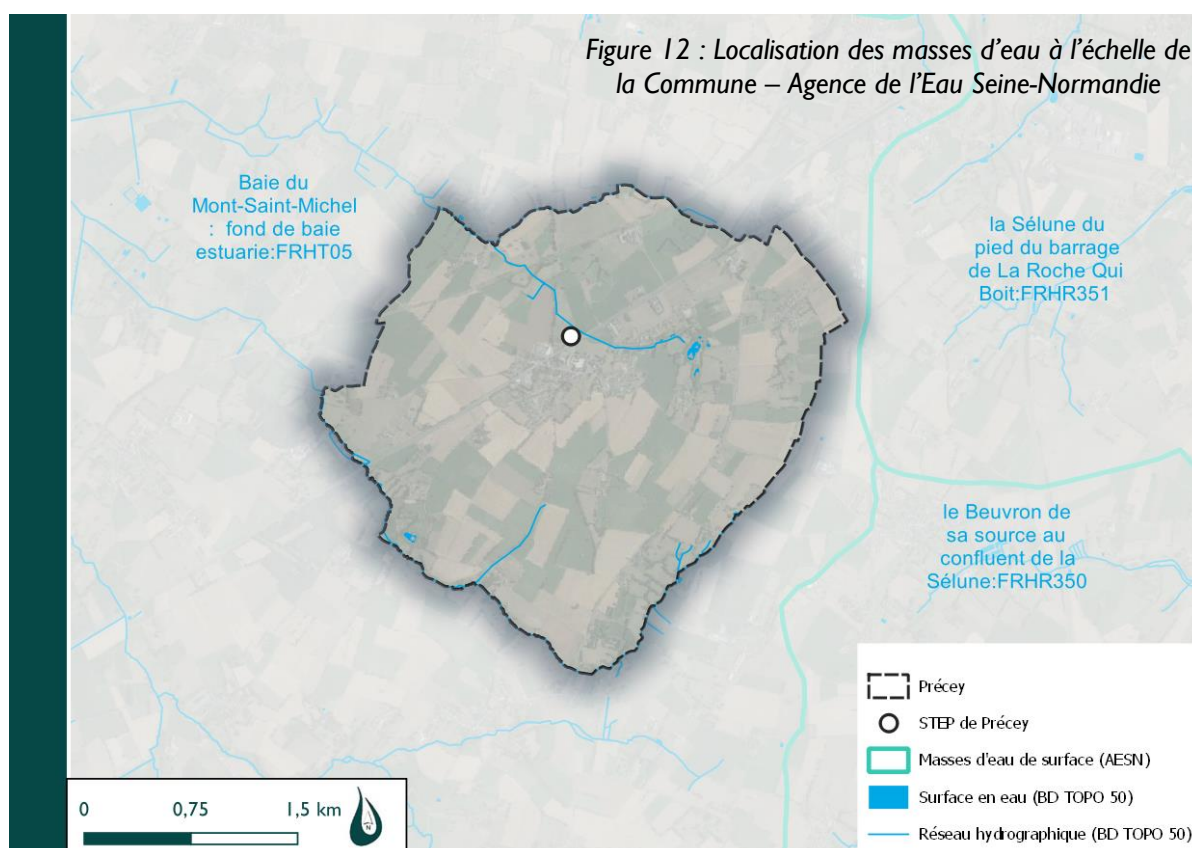 Figure 12 : Localisation des masses d'eau à l'échelle de
la Commune – Agence de l'Eau Seine-Normandie
Baie du
Mont-Saint-Michel
: fond de baie
estuarie:FRHT05
la Sélune du
pied du barrage
de La Roche Qui
Boit:FRHR351
le Beuvron de
sa source au
confluent de la
Sélune:FRHR350
Précey
STEP de Précey
Masses d'eau de surface (AESN)
Surface en eau (BD TOPO 50)
Réseau hydrographique (BD TOPO 50)
0 0,75 1,5 km
N